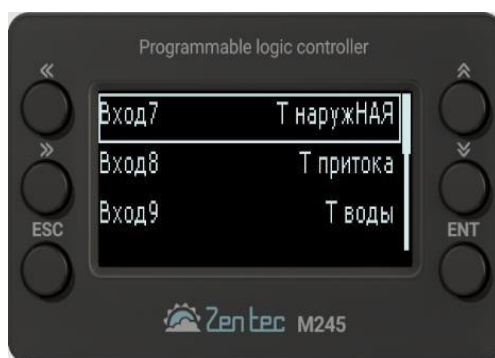 Programmable logic controller
«
»
ESC
Вход7 Т наружНАЯ
Вход8 Т притока
Вход9 Т воды
ENT
Zentec M245